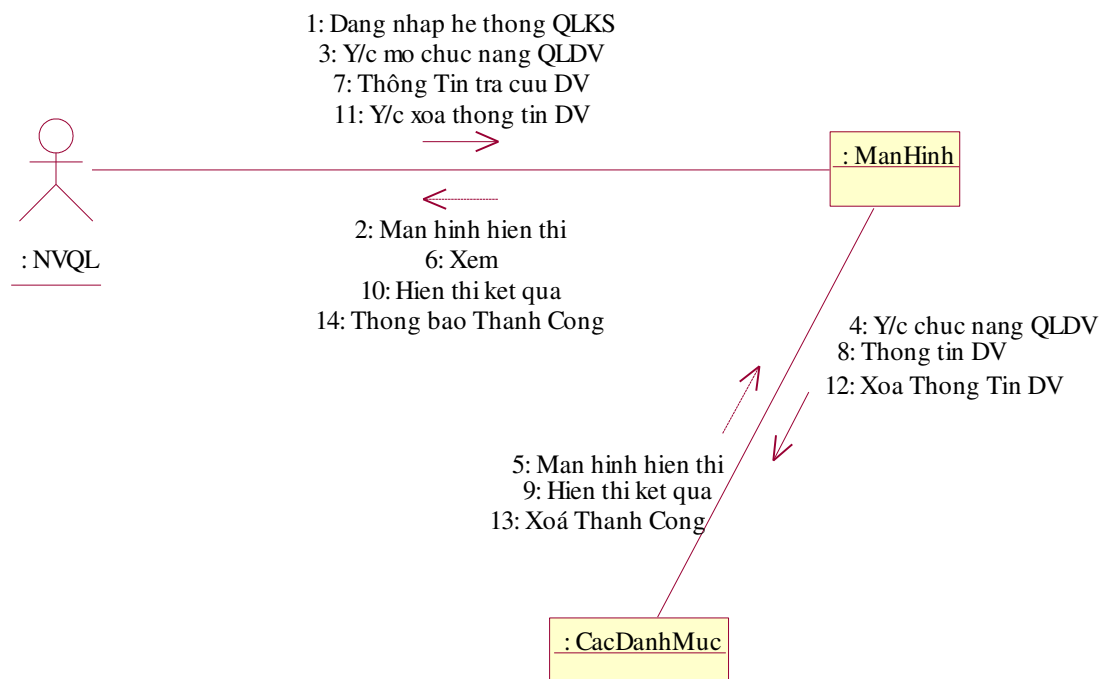 1: Dang nhap he thong QLKS
3: Y/c mo chuc nang QLDV
7: Thông Tin tra cuu DV
11: Y/c xoa thong tin DV
: ManHinh
: NVQL
2: Man hinh hien thi
6: Xem
10: Hien thi ket qua
14: Thong bao Thanh Cong
4: Y/c chuc nang QLDV
8: Thong tin DV
12: Xoa Thong Tin DV
5: Man hinh hien thi
9: Hien thi ket qua
13: Xoá Thanh Cong
: CacDanhMuc